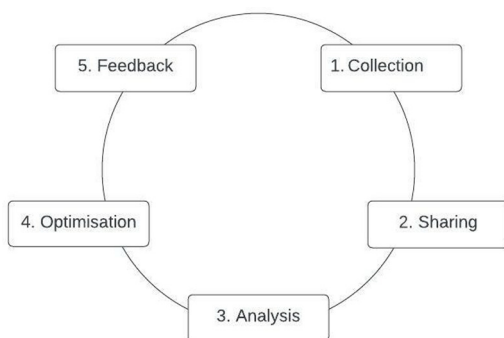 1. Collection
2. Sharing
3. Analysis
4. Optimisation
5. Feedback